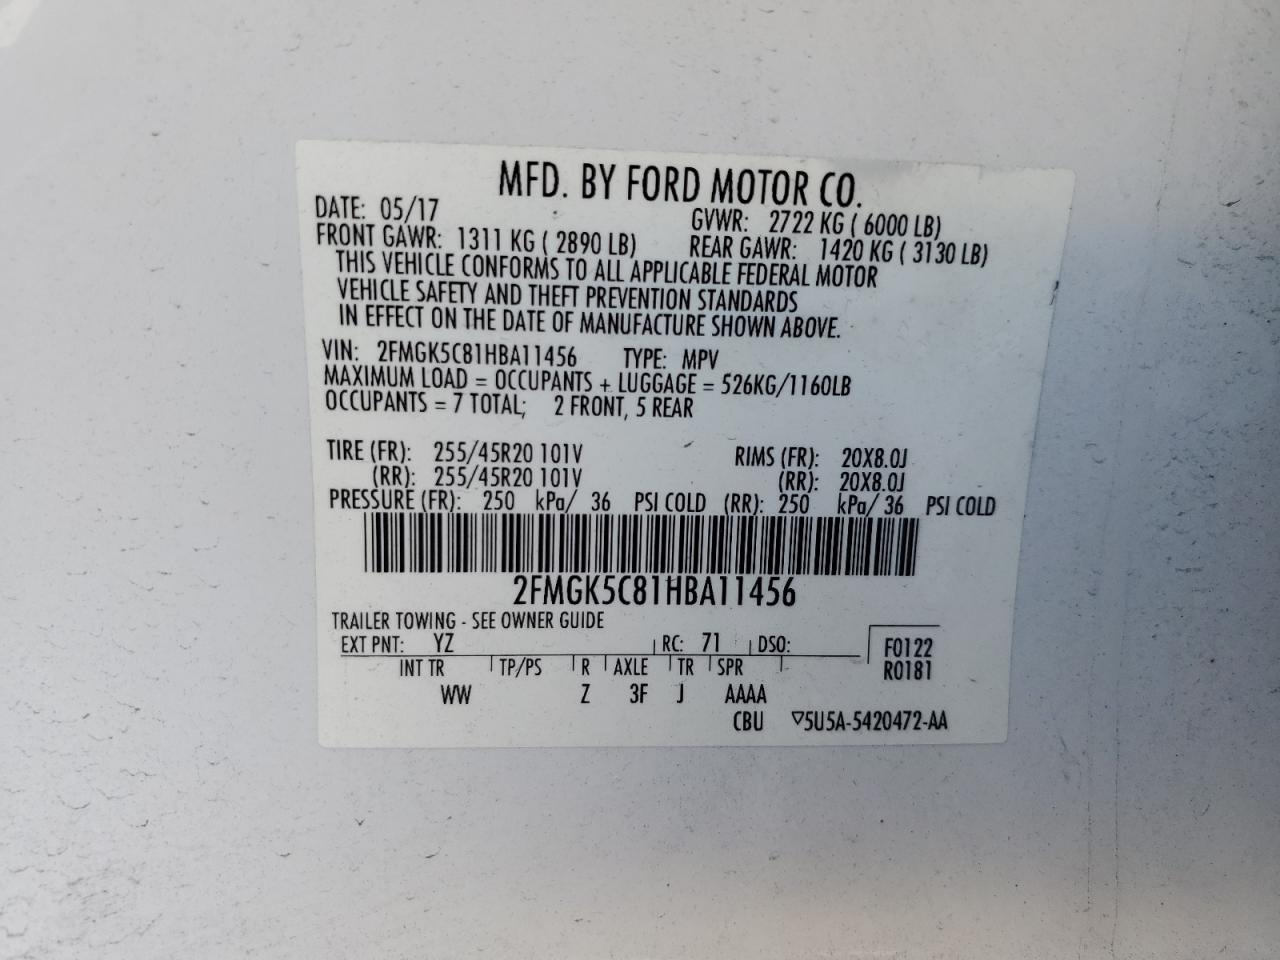 MFD. BY FORD MOTOR CO.
DATE: 05/17 GVWR: 2722 KG ( 6000 LB)
FRONT GAWR: 1311 KG ( 2890 LB) REAR GAWR: 1420 KG ( 3130 LB)
THIS VEHICLE CONFORMS TO ALL APPLICABLE FEDERAL MOTOR
VEHICLE SAFETY AND THEFT PREVENTION STANDARDS
IN EFFECT ON THE DATE OF MANUFACTURE SHOWN ABOVE.
VIN: 2FMGK5C81HBA11456 TYPE: MPV
MAXIMUM LOAD = OCCUPANTS + LUGGAGE = 526KG/1160LB
OCCUPANTS = 7 TOTAL; 2 FRONT, 5 REAR
TIRE (FR): 255/45R20 101V RIMS (FR): 20X8.0J
(RR): 255/45R20 101V (RR): 20X8.0J
PRESSURE (FR): 250 kPa/ 36 PSI COLD (RR): 250 kPa/ 36 PSI COLD
2FMGK5C81HBA11456
TRAILER TOWING - SEE OWNER GUIDE
EXT PNT: YZ RC: 71 DSO: F0122
INT TR TP/PS R AXLE TR SPR R0181
WW Z 3F J AAAA
CBU ▽5U5A-5420472-AA